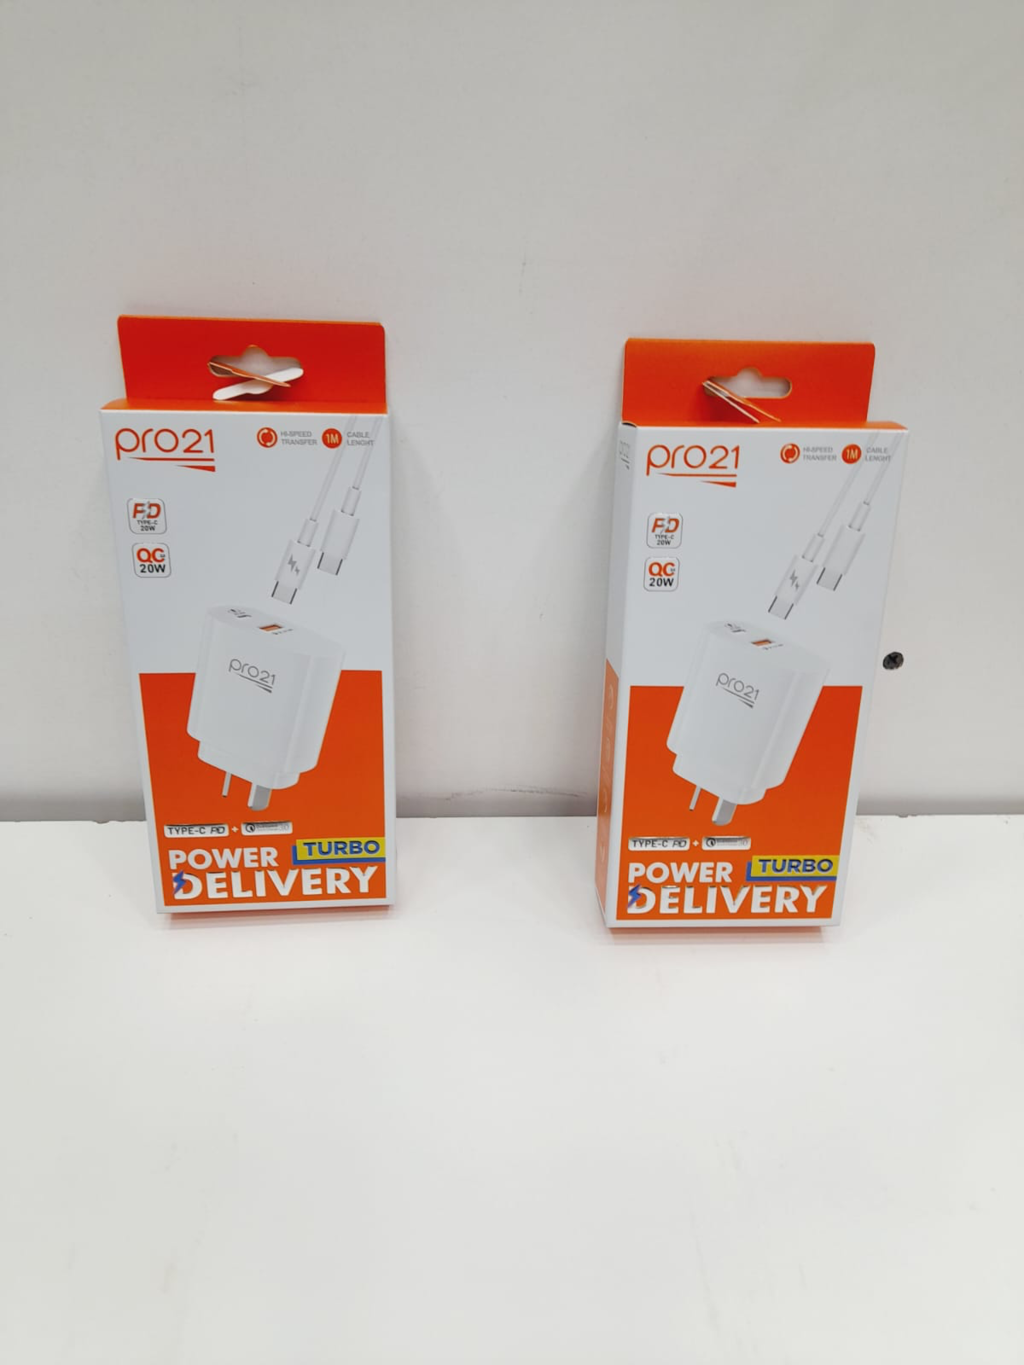 pro21
HI-SPEED
TRANSFER
1M
CABLE
LENGHT
PD
TYPE-C
20W
QC
20W
pro21
TYPE-C PD +
TURBO
POWER
DELIVERY
pro21
HI-SPEED
TRANSFER
1M
CABLE
LENGHT
PD
TYPE-C
20W
QC
20W
pro21
TYPE-C PD +
TURBO
POWER
DELIVERY